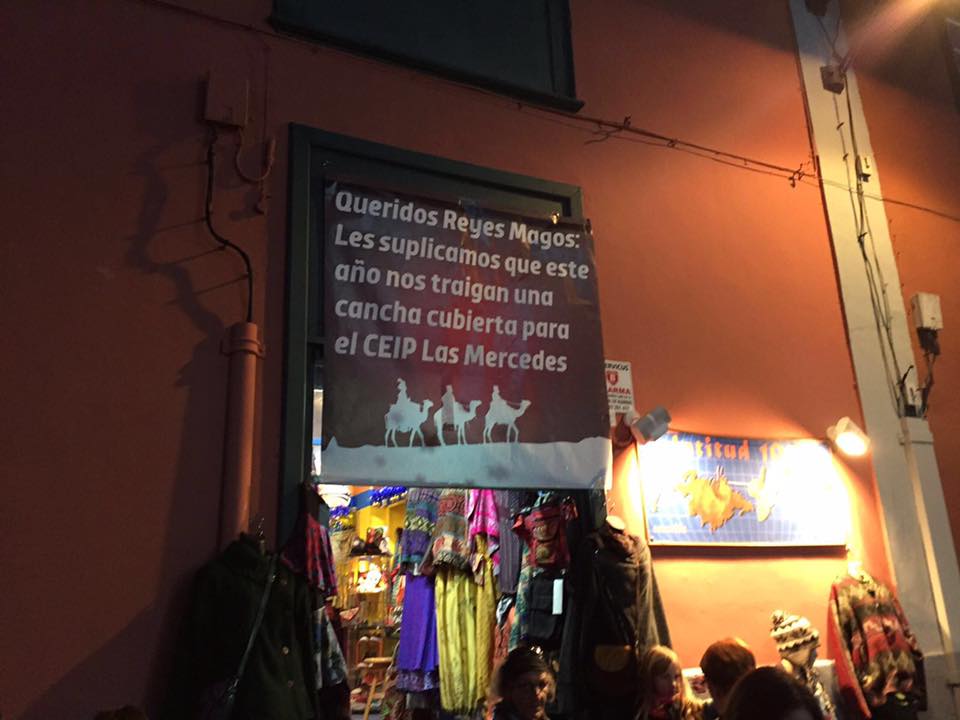 Queridos Reyes Magos:
Les suplicamos que este
año nos traigan una
cancha cubierta para
el CEIP Las Mercedes